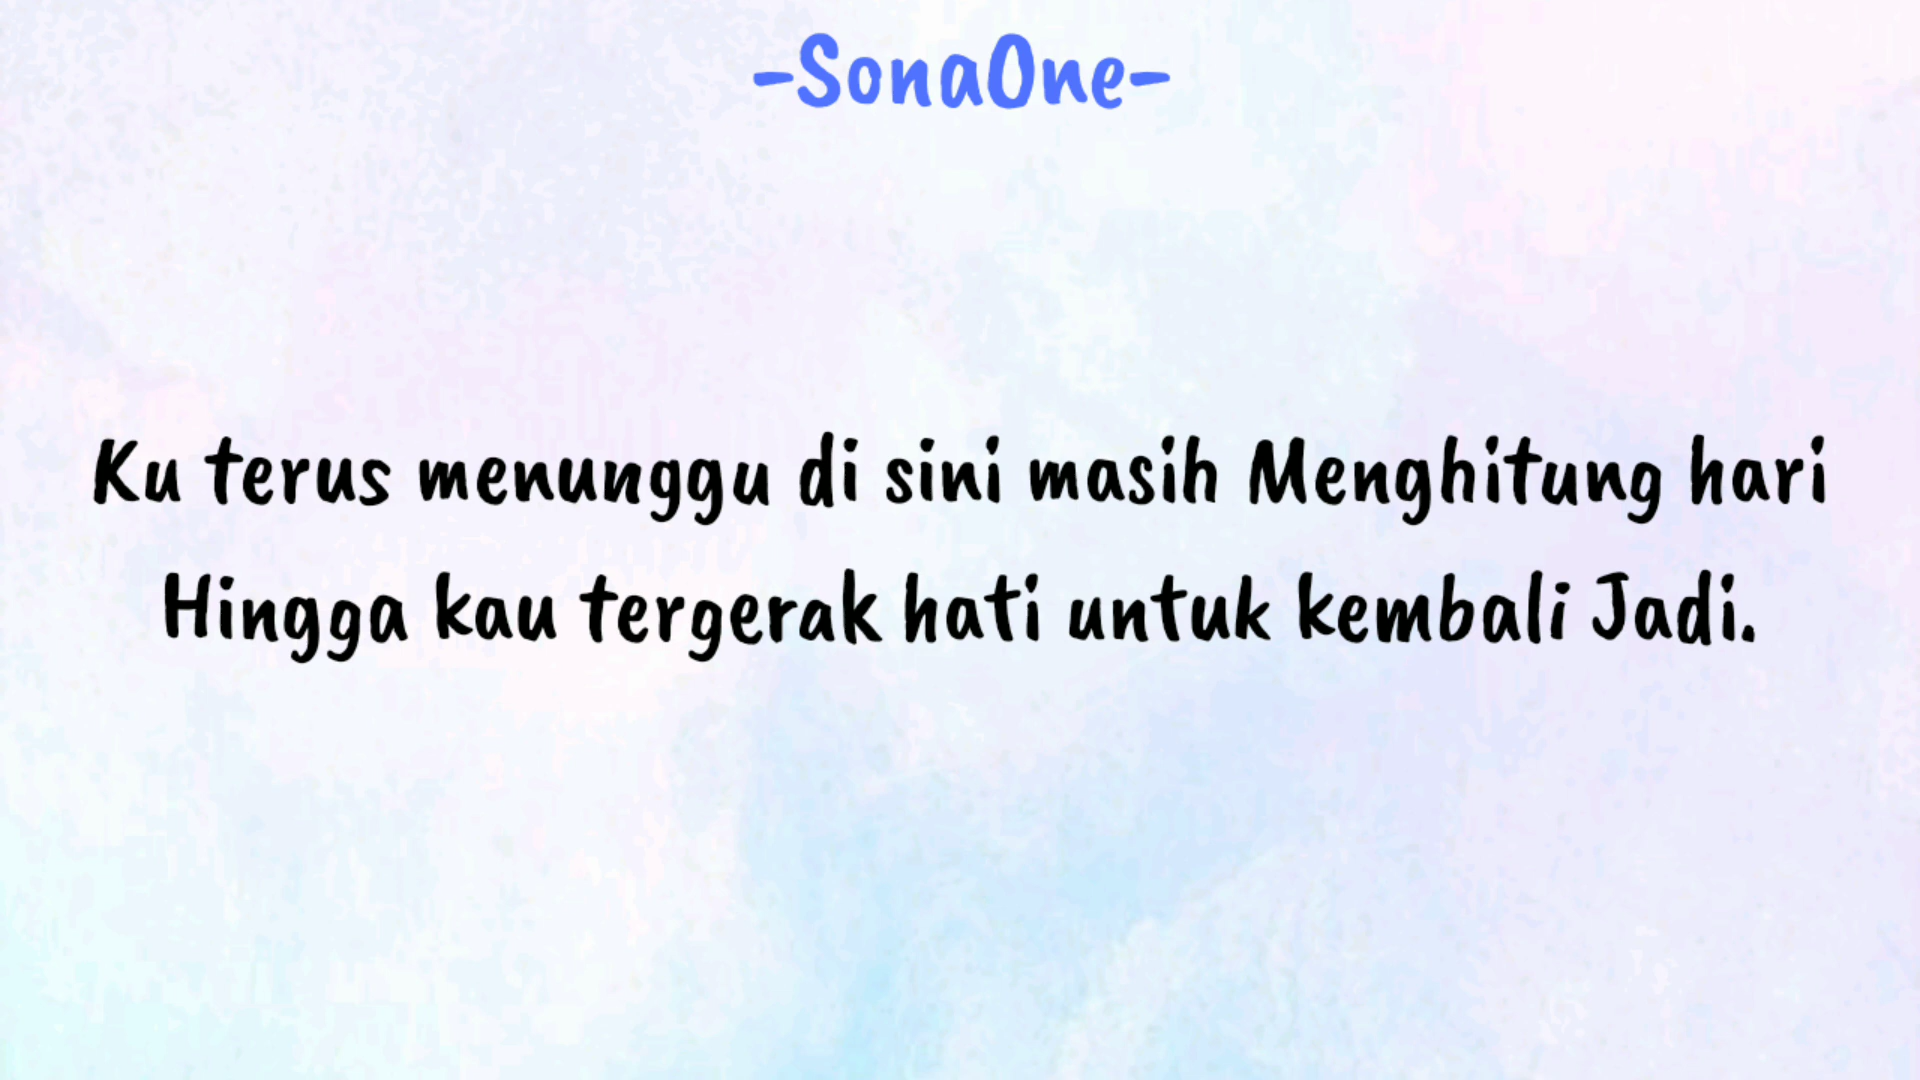 -SonaOne-
Ku terus menunggu di sini masih Menghitung hari
Hingga kau tergerak hati untuk kembali Jadi.